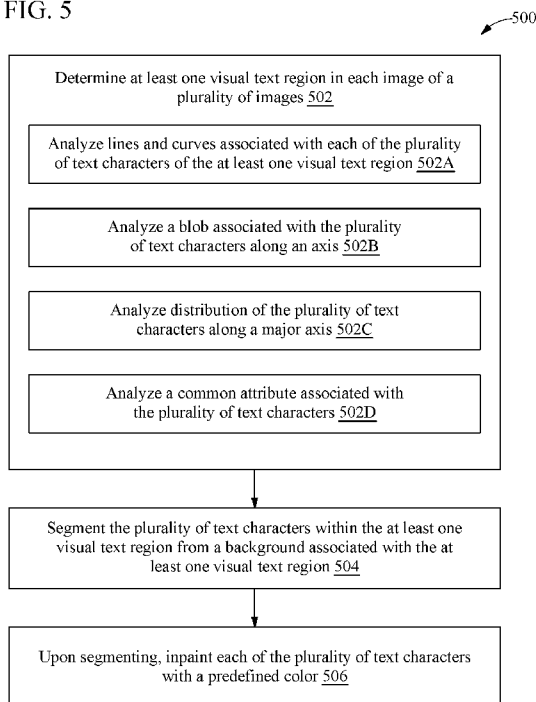 FIG. 5
500
Determine at least one visual text region in each image of a
plurality of images 502
Analyze lines and curves associated with each of the plurality
of text characters of the at least one visual text region 502A
Analyze a blob associated with the plurality
of text characters along an axis 502B
Analyze distribution of the plurality of text
characters along a major axis 502C
Analyze a common attribute associated with
the plurality of text characters 502D
Segment the plurality of text characters within the at least one
visual text region from a background associated with the at
least one visual text region 504
Upon segmenting, inpaint each of the plurality of text characters
with a predefined color 506